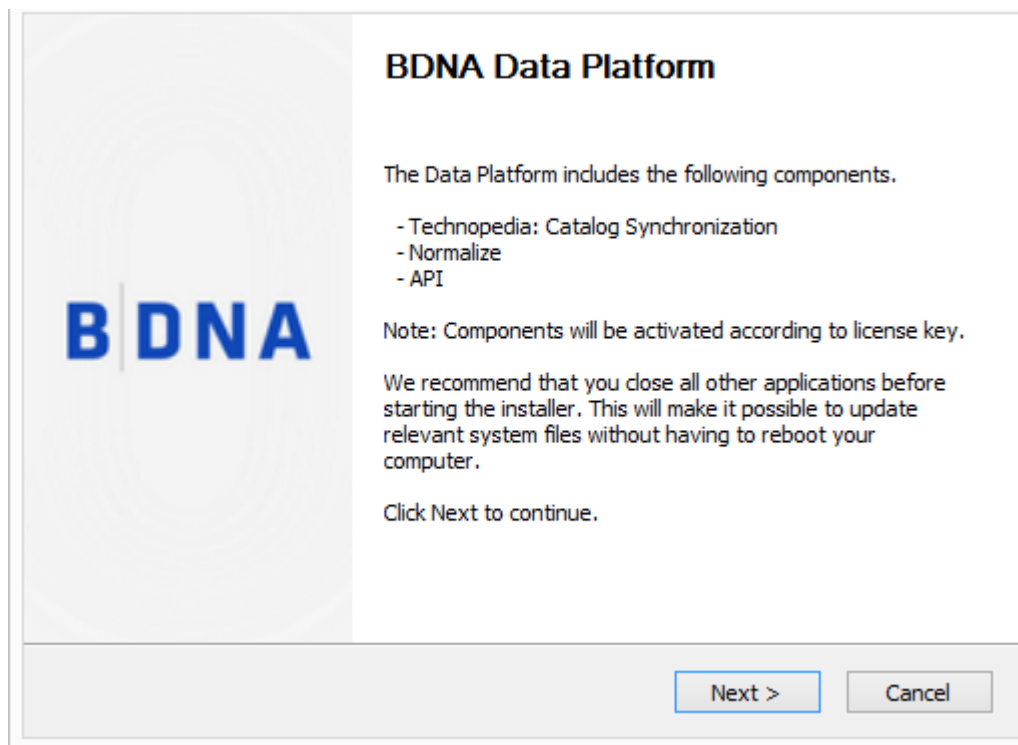 BDNA Data Platform
The Data Platform includes the following components.
- Technopedia: Catalog Synchronization
- Normalize
- API
BDNA
Note: Components will be activated according to license key.
We recommend that you close all other applications before
starting the installer. This will make it possible to update
relevant system files without having to reboot your
computer.
Click Next to continue.
Next >
Cancel